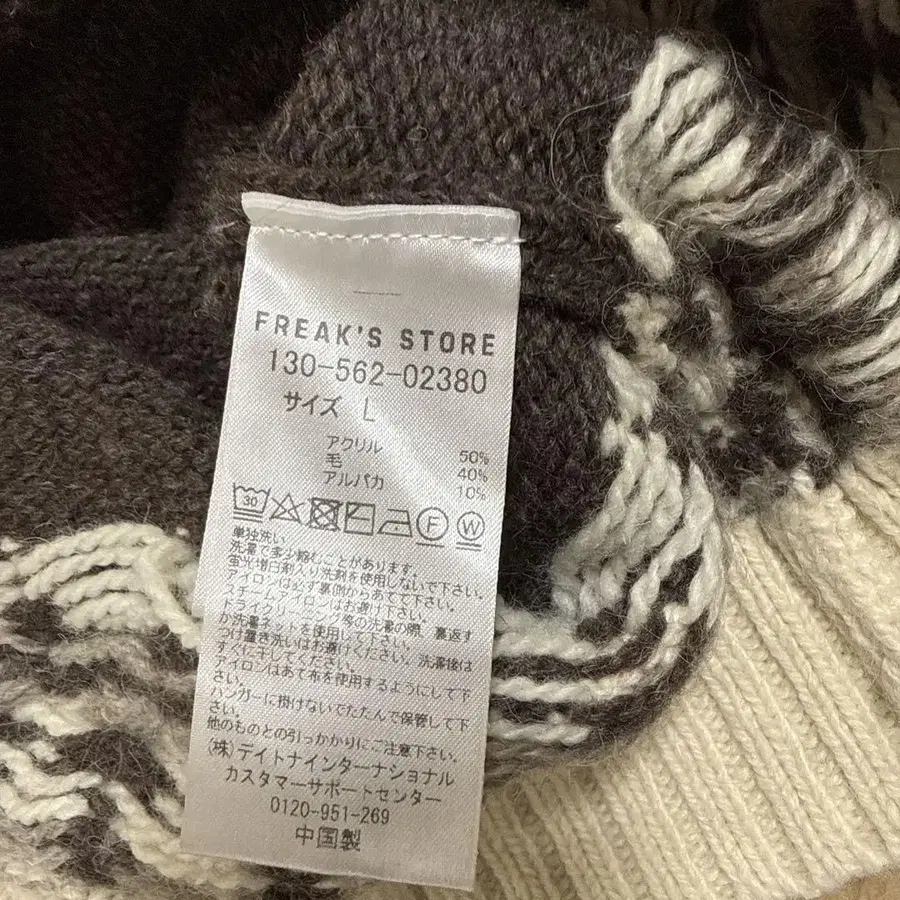 FREAK'S STORE
130-562-02380
サイズ L
アクリル 50%
毛 40%
アルパカ 10%
30
F
W
単独洗い
洗濯で多少縮むことがあります。
蛍光増白剤入り洗剤を使用しないで下さい。
アイロンは必ず裏側からあてて下さい。
スチームアイロンはお避け下さい。
ドライクリーニング等の洗濯の際、裏返す
か洗濯ネットを使用して下さい。
つけ置き洗いはお避けください。洗濯後は
すぐに干してください。
アイロンはあて布を使用するようにして下
さい。
ハンガーに掛けないでたたんで保管して下
さい。
他のものとの引っかかりにご注意下さい。
(株)デイトナインターナショナル
カスタマーサポートセンター
0120-951-269
中国製